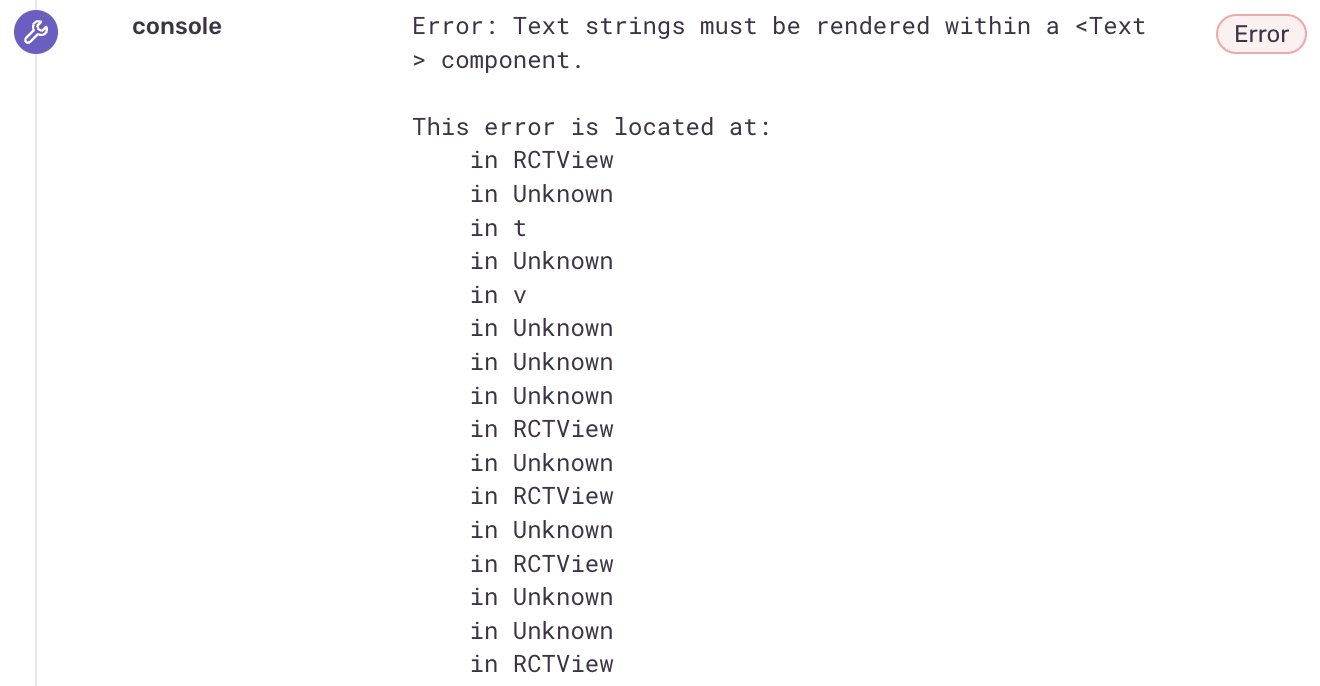 console
Error: Text strings must be rendered within a <Text
> component.
Error
This error is located at:
in RCTView
in Unknown
in t
in Unknown
in v
in Unknown
in Unknown
in Unknown
in RCTView
in Unknown
in RCTView
in Unknown
in RCTView
in Unknown
in Unknown
in RCTView